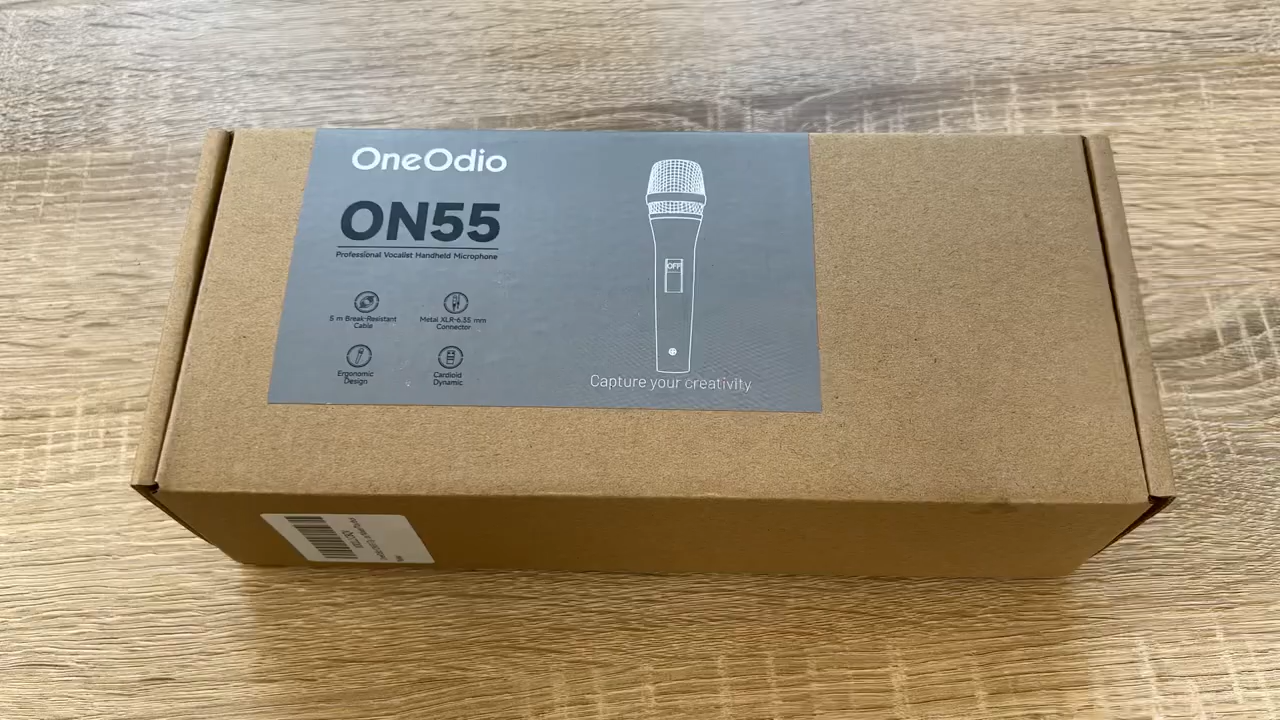 OneOdio
ON55
Professional Vocalist Handheld Microphone
5 m Break-Resistant
Cable
Metal XLR-6.35 mm
Connector
Ergonomic
Design
Cardioid
Dynamic
OFF
Capture your creativity